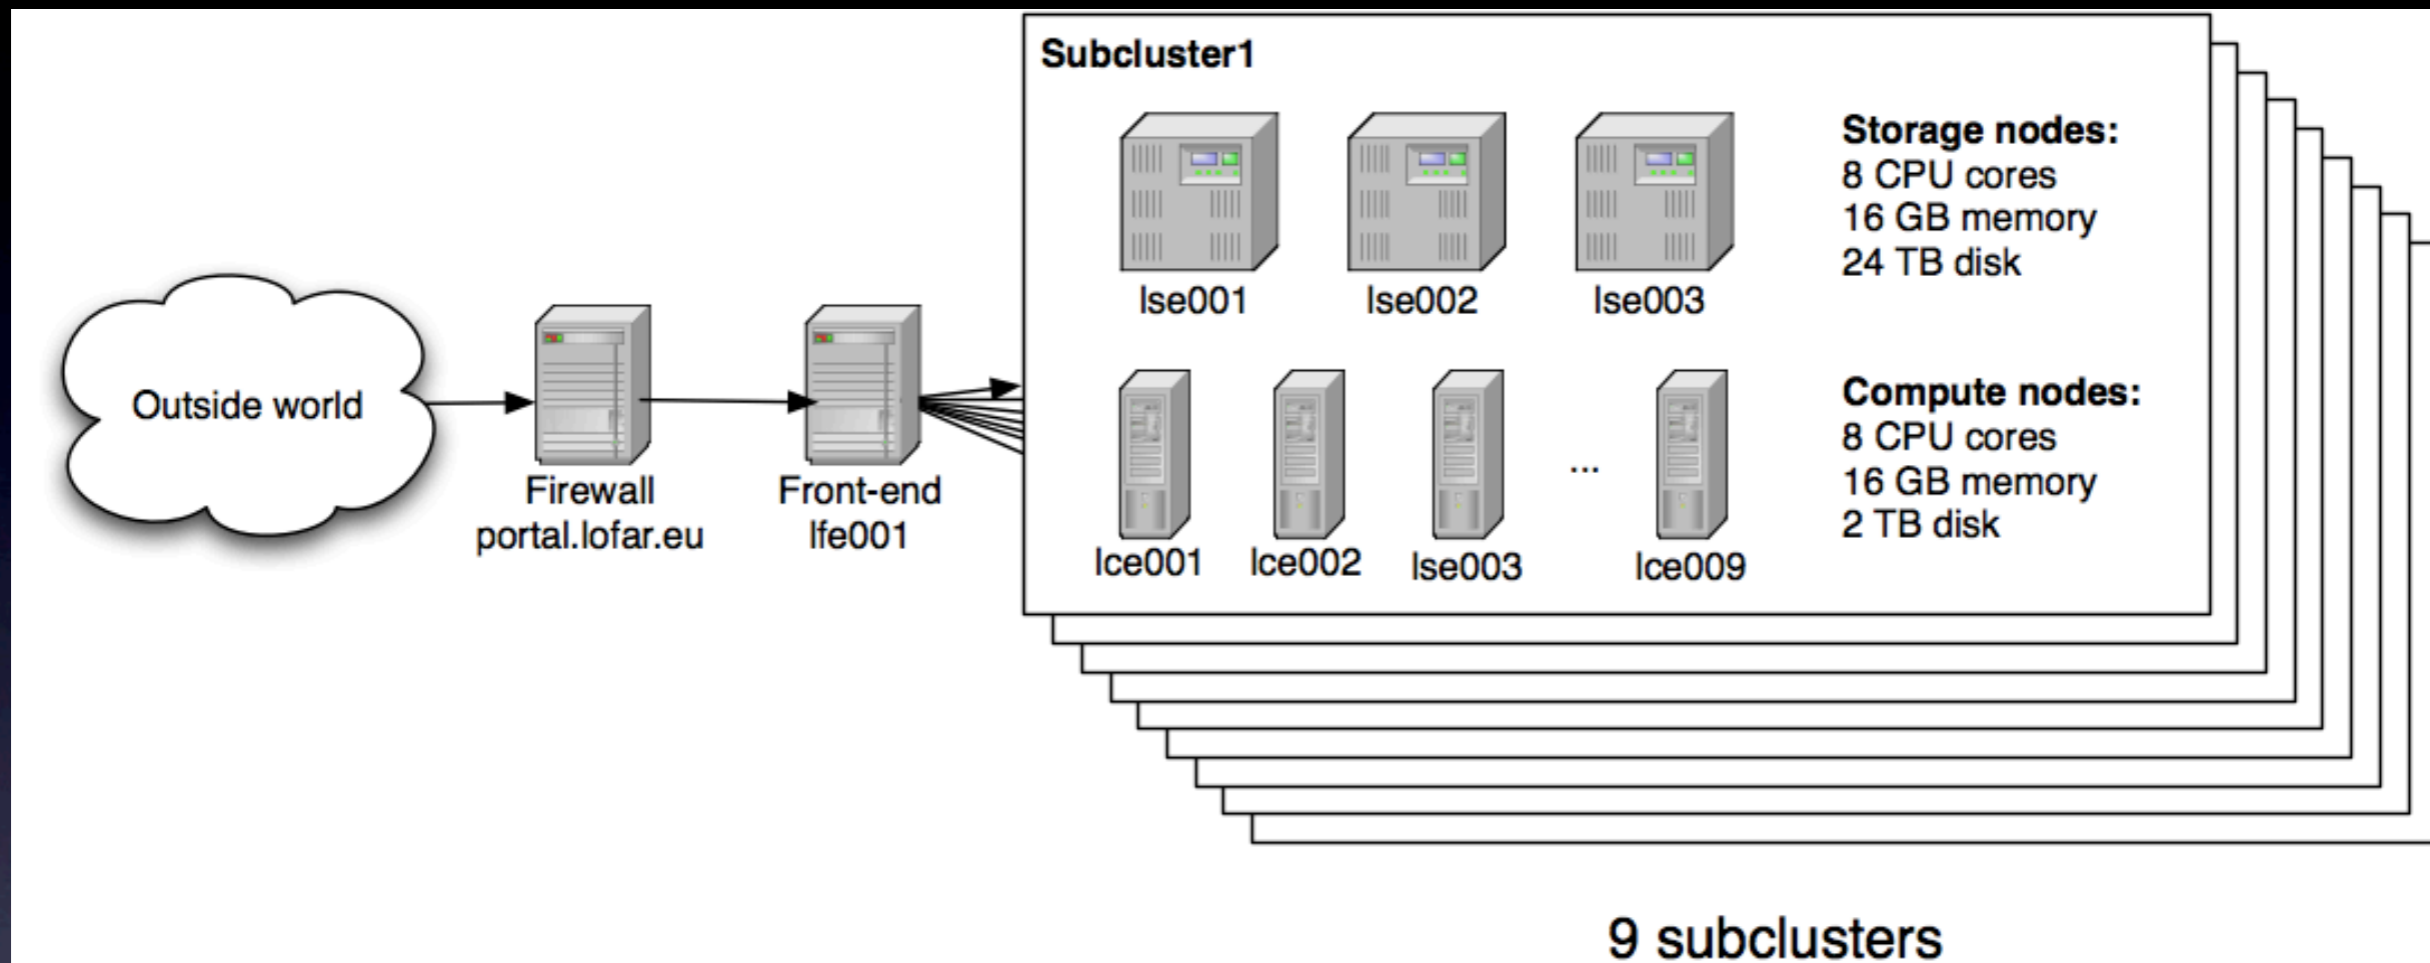 Subcluster1
Storage nodes:
8 CPU cores
16 GB memory
24 TB disk
lse001
lse002
lse003
Outside world
Firewall
portal.lofar.eu
Front-end
lfe001
Compute nodes:
8 CPU cores
16 GB memory
2 TB disk
lce001
lce002
lse003
...
lce009
9 subclusters